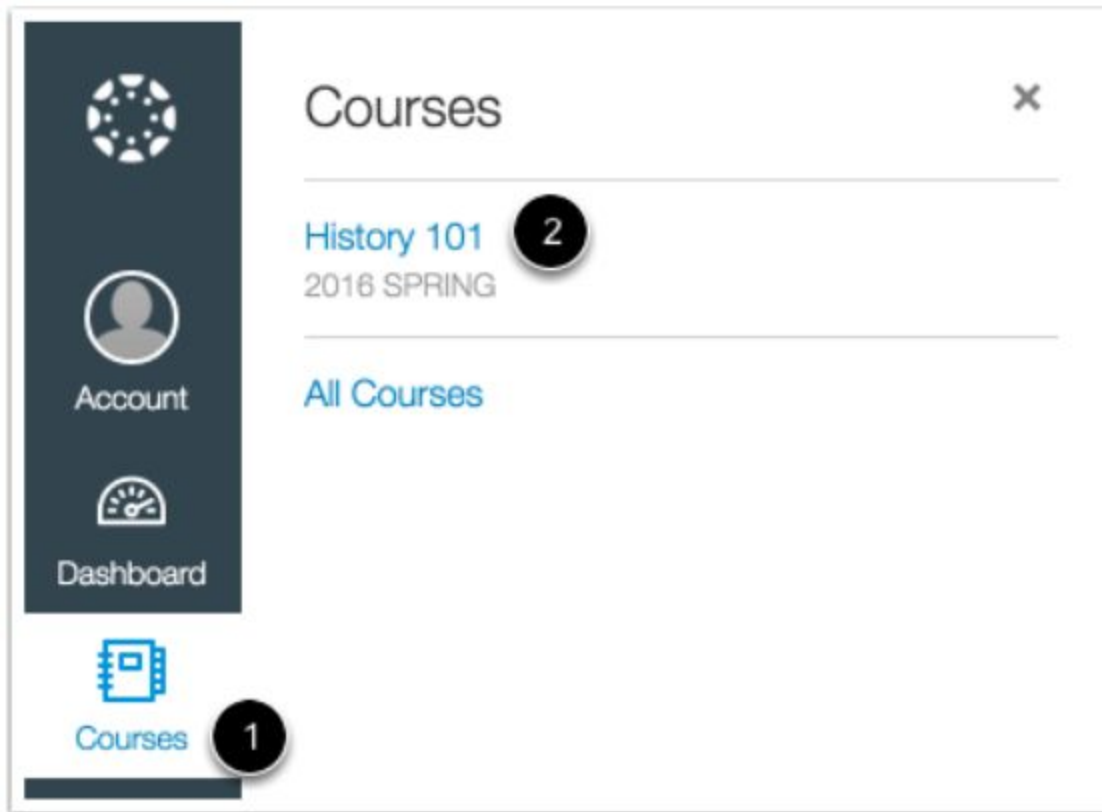 Account
Dashboard
Courses
1
Courses
History 101
2
2016 SPRING
All Courses